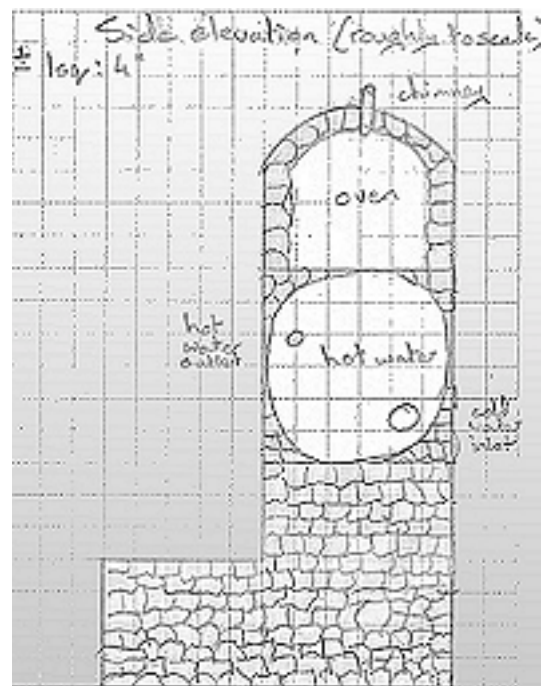 Side elevation (roughly to scale)
1 sq: 4"
chimney
oven
hot
water
outlet
hot water
cold
water
inlet